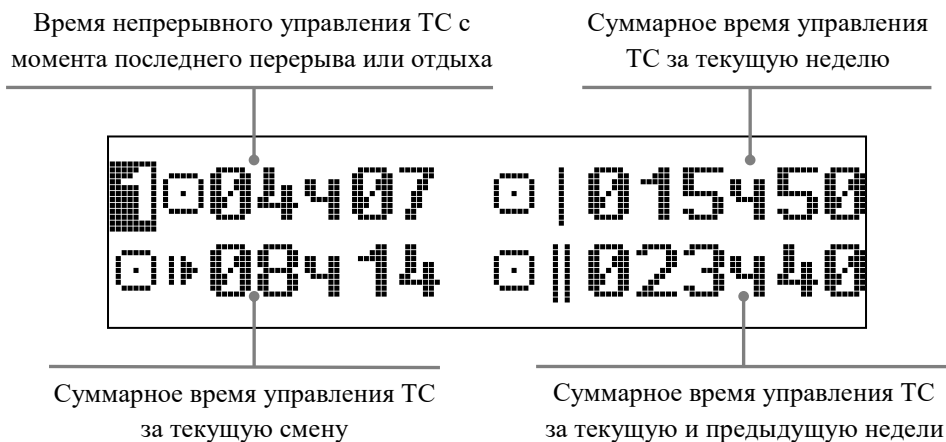 Время непрерывного управления ТС с
момента последнего перерыва или отдыха
Суммарное время управления
ТС за текущую неделю
1 04ч07 015ч50
08ч14 023ч40
Суммарное время управления ТС
за текущую смену
Суммарное время управления ТС
за текущую и предыдущую недели